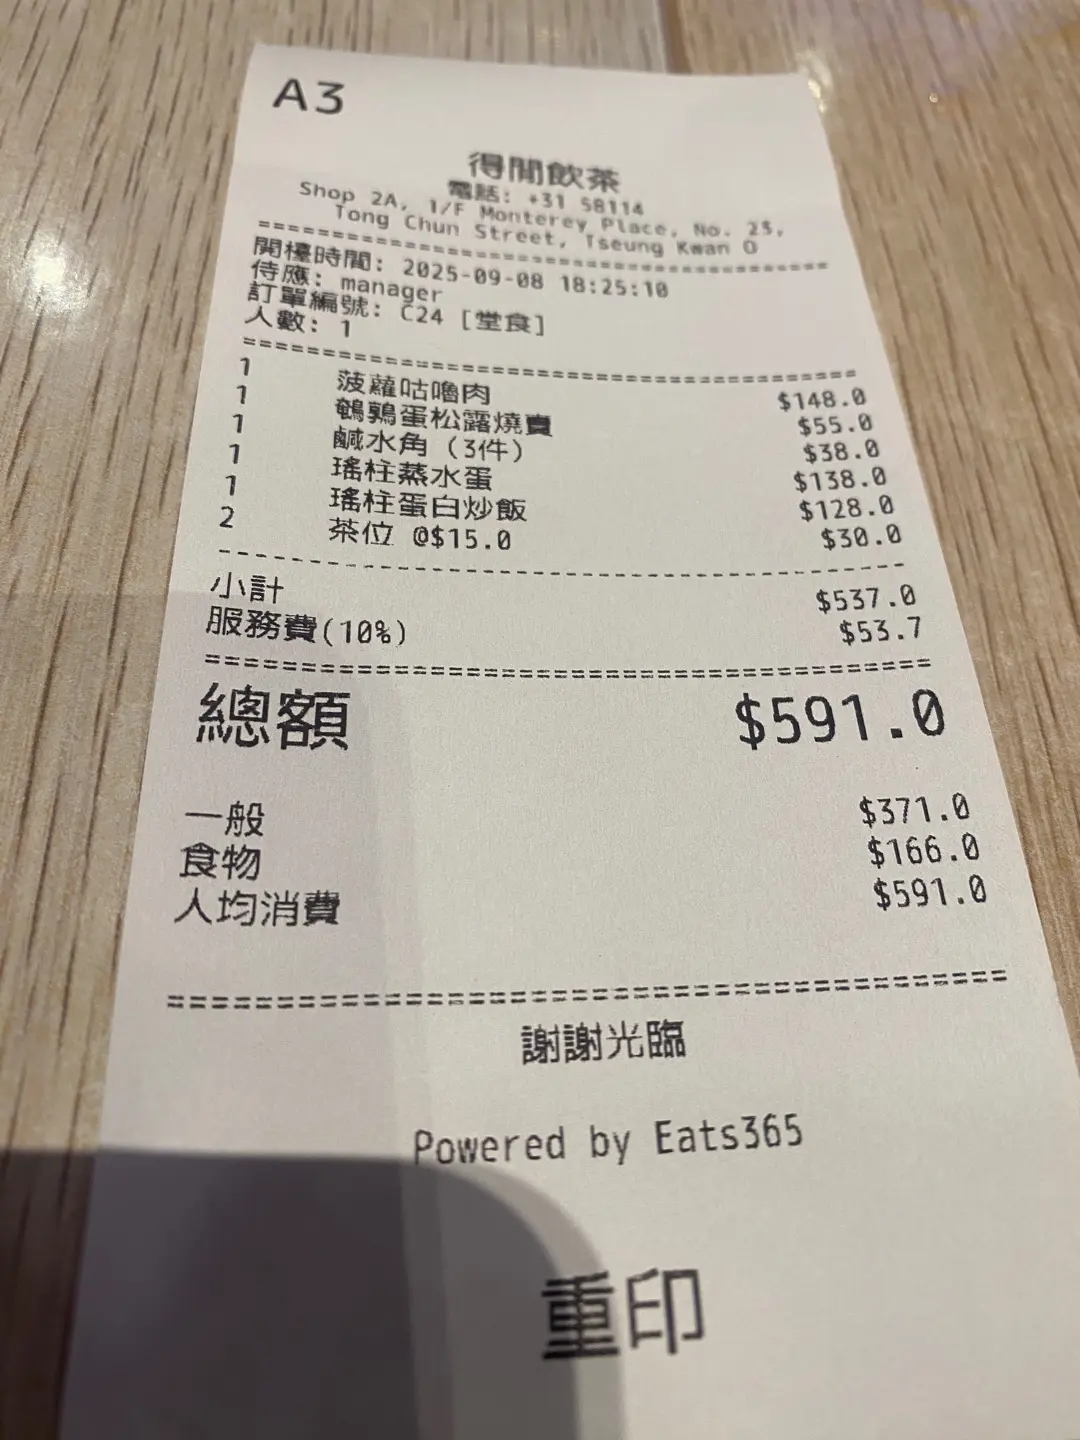 A3
得閒飲茶
電話: +31 58114
Shop 2A, 1/F Monterey Place, No. 23,
Tong Chun Street, Tseung Kwan O
================================================
開檯時間: 2025-09-08 18:25:10
侍應: manager
訂單編號: C24 [堂食]
人數: 1
================================================
1 菠蘿咕嚕肉 $148.0
1 鵪鶉蛋松露燒賣 $55.0
1 鹹水角 (3件) $38.0
1 瑤柱蒸水蛋 $138.0
1 瑤柱蛋白炒飯 $128.0
2 茶位 @$15.0 $30.0
------------------------------------------------
小計 $537.0
服務費(10%) $53.7
================================================
總額 $591.0
一般 $371.0
食物 $166.0
人均消費 $591.0
================================================
謝謝光臨
Powered by Eats365
重印